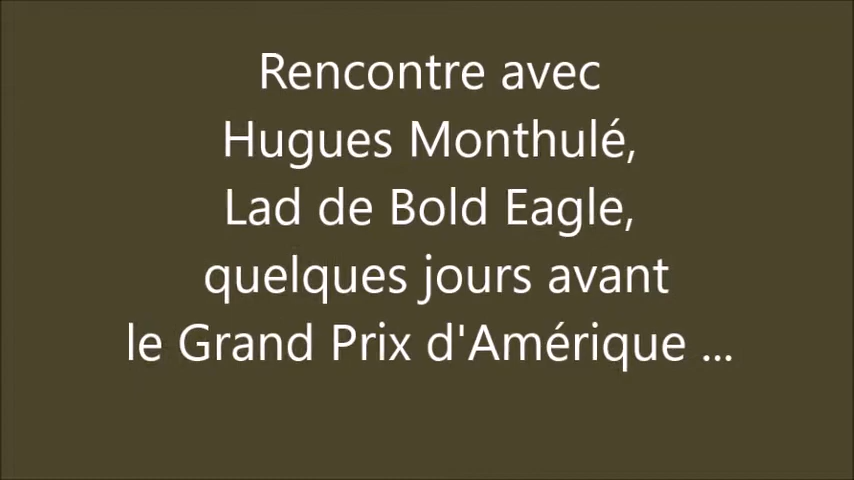 Rencontre avec
Hugues Monthulé,
Lad de Bold Eagle,
quelques jours avant
le Grand Prix d'Amérique ...